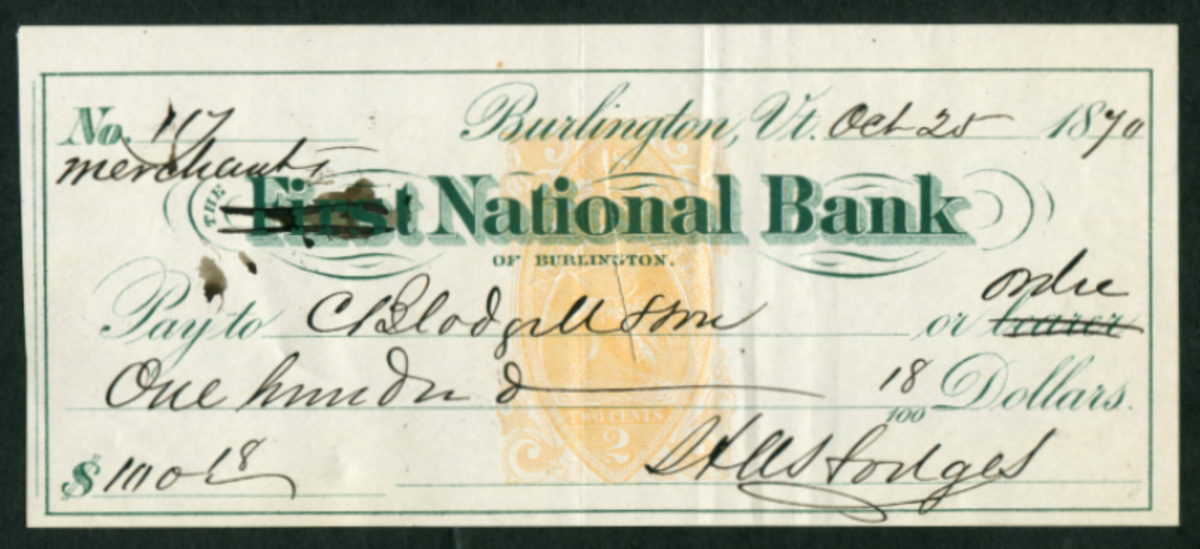 No. 117 Burlington, Vt. Oct 25 1870
merchants
THE First National Bank
OF BURLINGTON.
Pay to C Blodgett & Son or bearer order
One hundred 18/100 Dollars.
TWO CENTS
2
$ 100 18